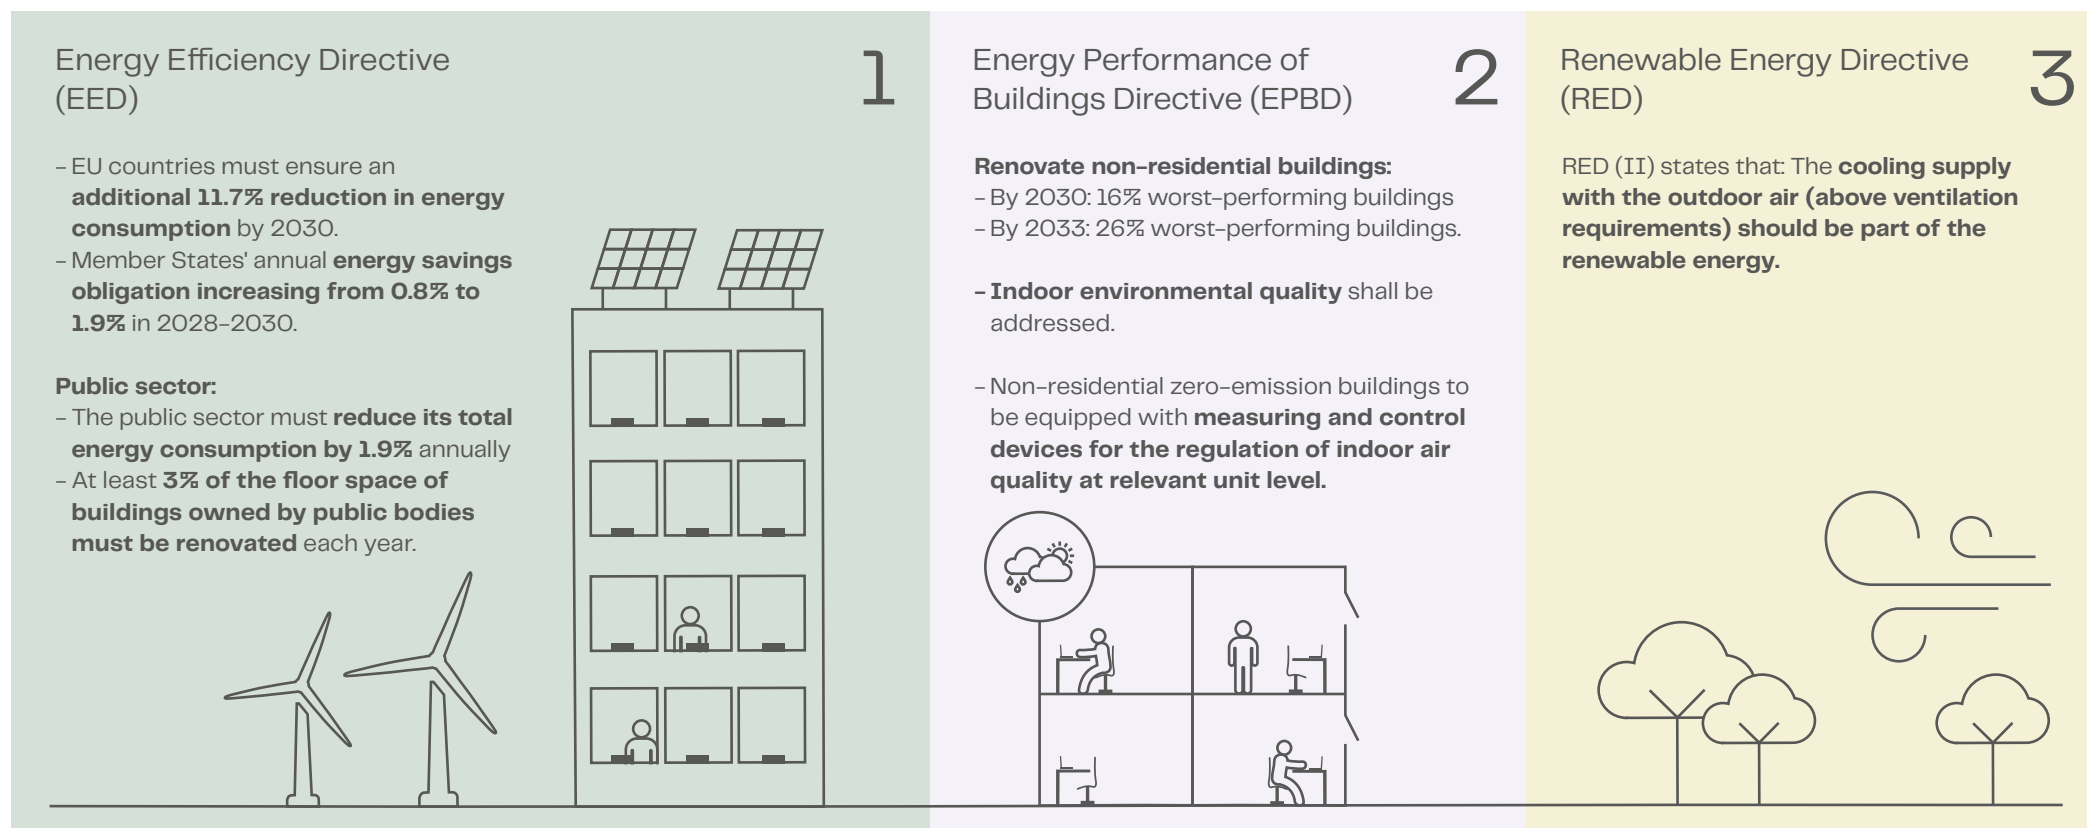 Energy Efficiency Directive
(EED)
1
- EU countries must ensure an
additional 11.7% reduction in energy
consumption by 2030.
- Member States' annual energy savings
obligation increasing from 0.8% to
1.9% in 2028-2030.
Public sector:
- The public sector must reduce its total
energy consumption by 1.9% annually
- At least 3% of the floor space of
buildings owned by public bodies
must be renovated each year.
Energy Performance of
Buildings Directive (EPBD)
2
Renovate non-residential buildings:
- By 2030: 16% worst-performing buildings
- By 2033: 26% worst-performing buildings.
- Indoor environmental quality shall be
addressed.
- Non-residential zero-emission buildings to
be equipped with measuring and control
devices for the regulation of indoor air
quality at relevant unit level.
Renewable Energy Directive
(RED)
3
RED (II) states that: The cooling supply
with the outdoor air (above ventilation
requirements) should be part of the
renewable energy.